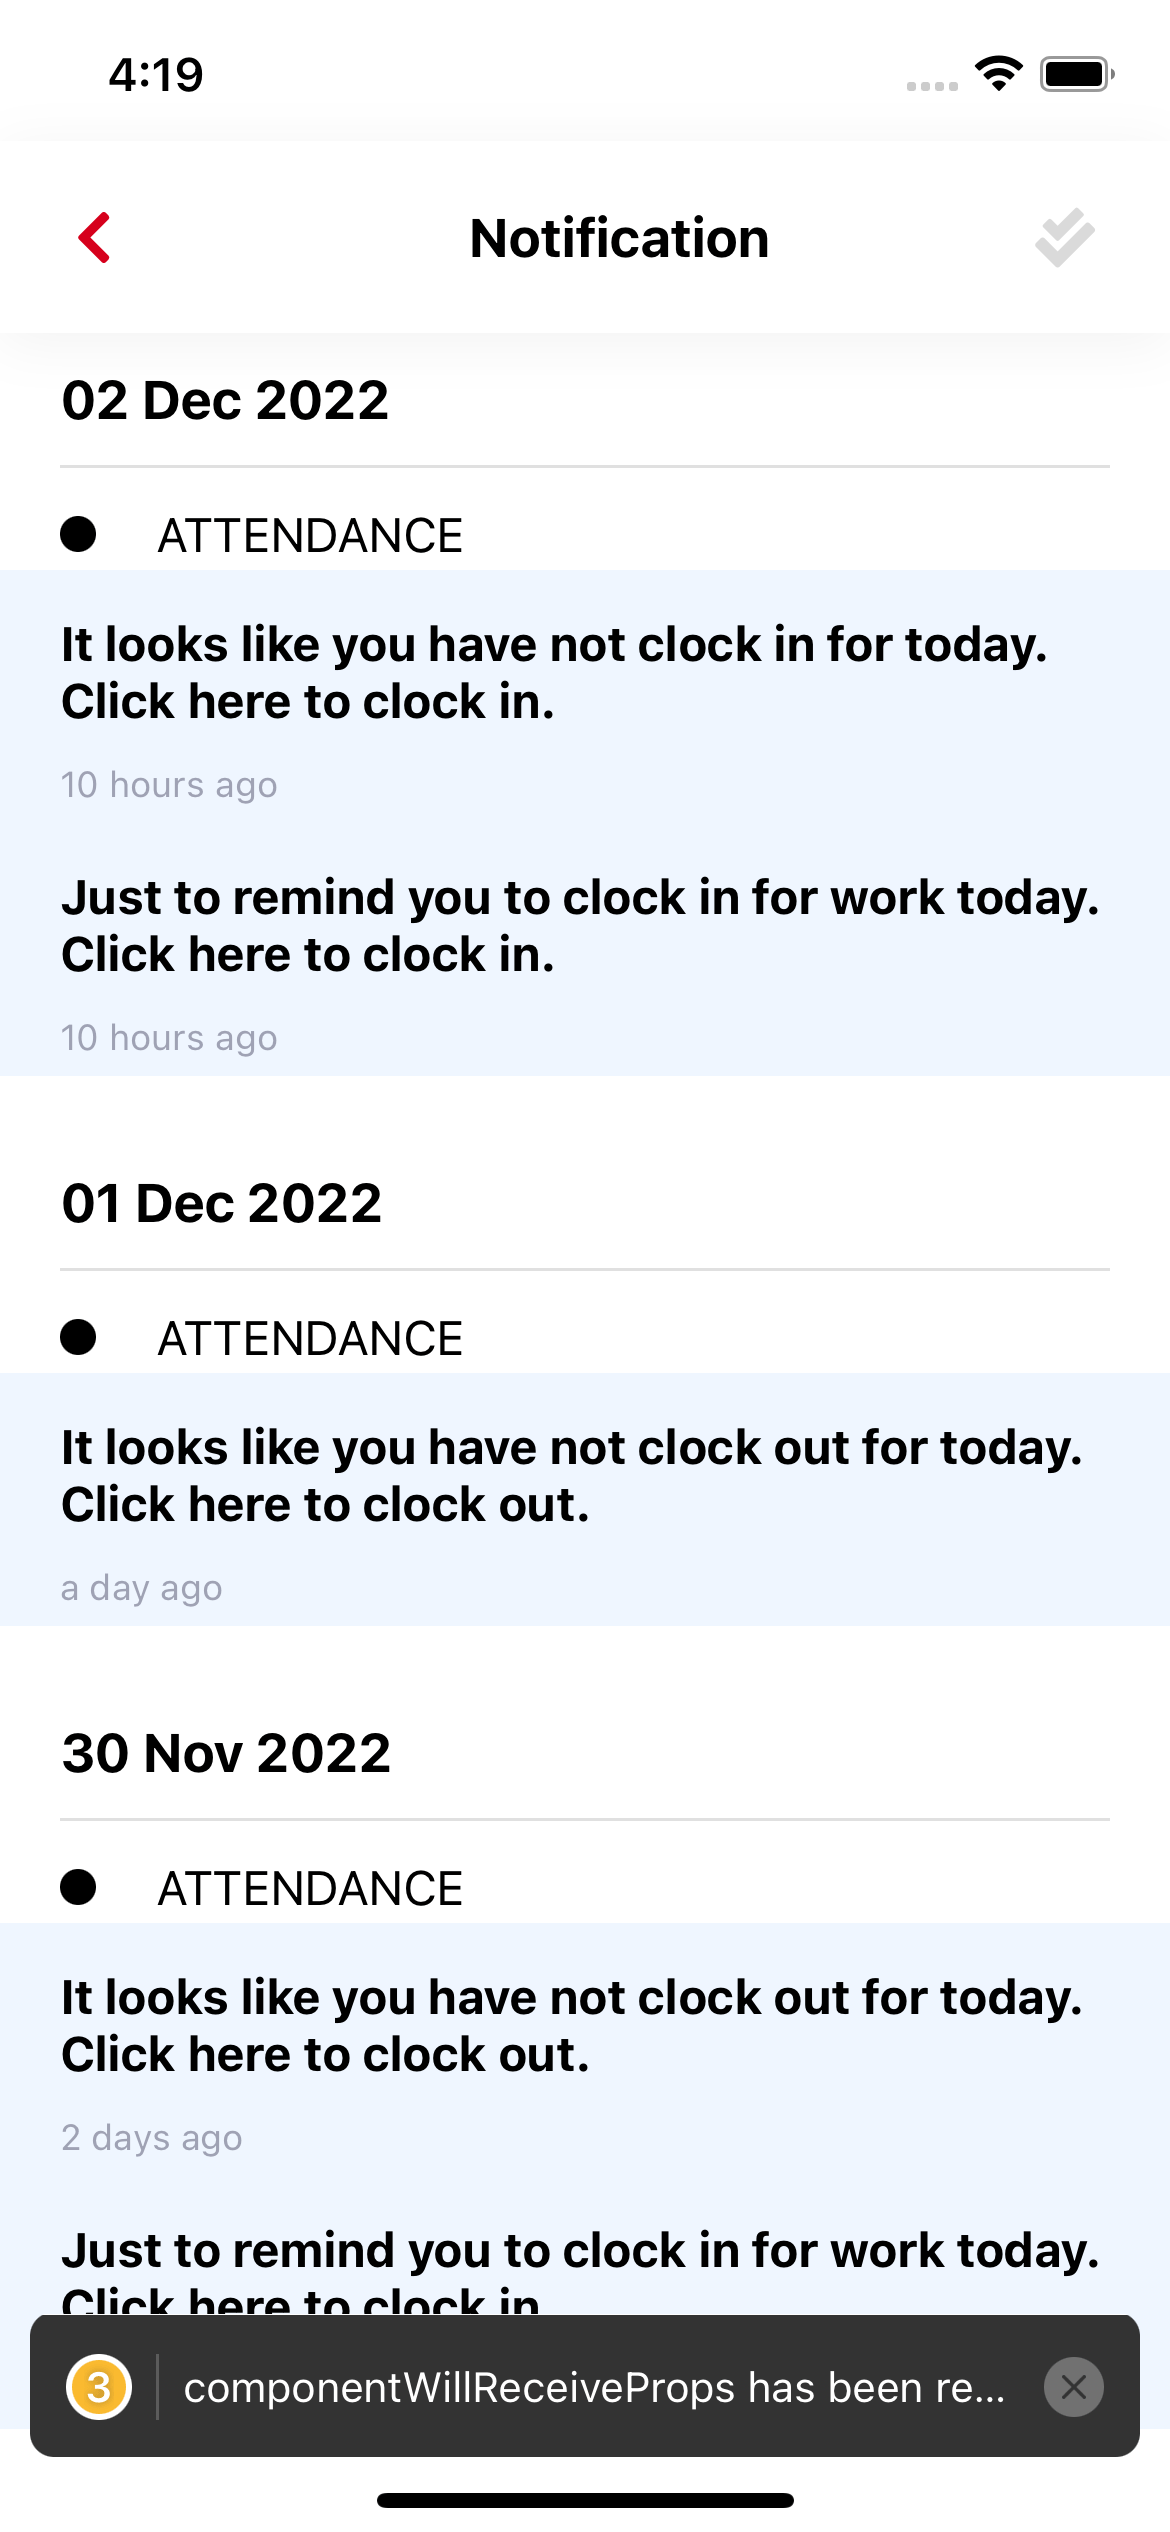 4:19
Notification
02 Dec 2022
ATTENDANCE
It looks like you have not clock in for today.
Click here to clock in.
10 hours ago
Just to remind you to clock in for work today.
Click here to clock in.
10 hours ago
01 Dec 2022
ATTENDANCE
It looks like you have not clock out for today.
Click here to clock out.
a day ago
30 Nov 2022
ATTENDANCE
It looks like you have not clock out for today.
Click here to clock out.
2 days ago
Just to remind you to clock in for work today.
Click here to clock in
3 componentWillReceiveProps has been re...